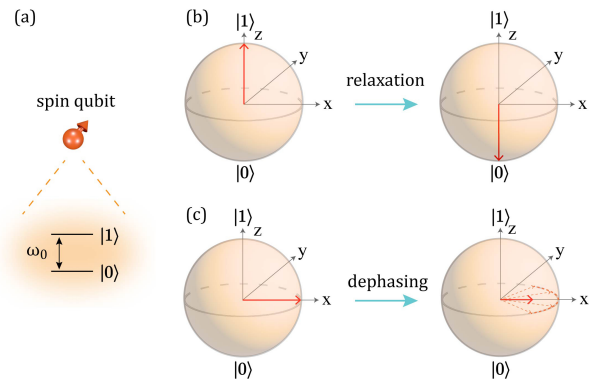 (a)
spin qubit
|1⟩
ω₀
|0⟩
(b)
|1⟩
z
y
x
|0⟩
relaxation
|1⟩
z
y
x
|0⟩
(c)
|1⟩
z
y
x
|0⟩
dephasing
|1⟩
z
y
x
|0⟩